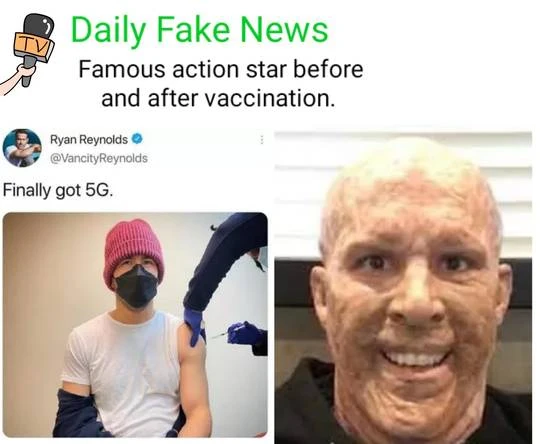 TV
Daily Fake News
Famous action star before
and after vaccination.
Ryan Reynolds
@VancityReynolds
Finally got 5G.